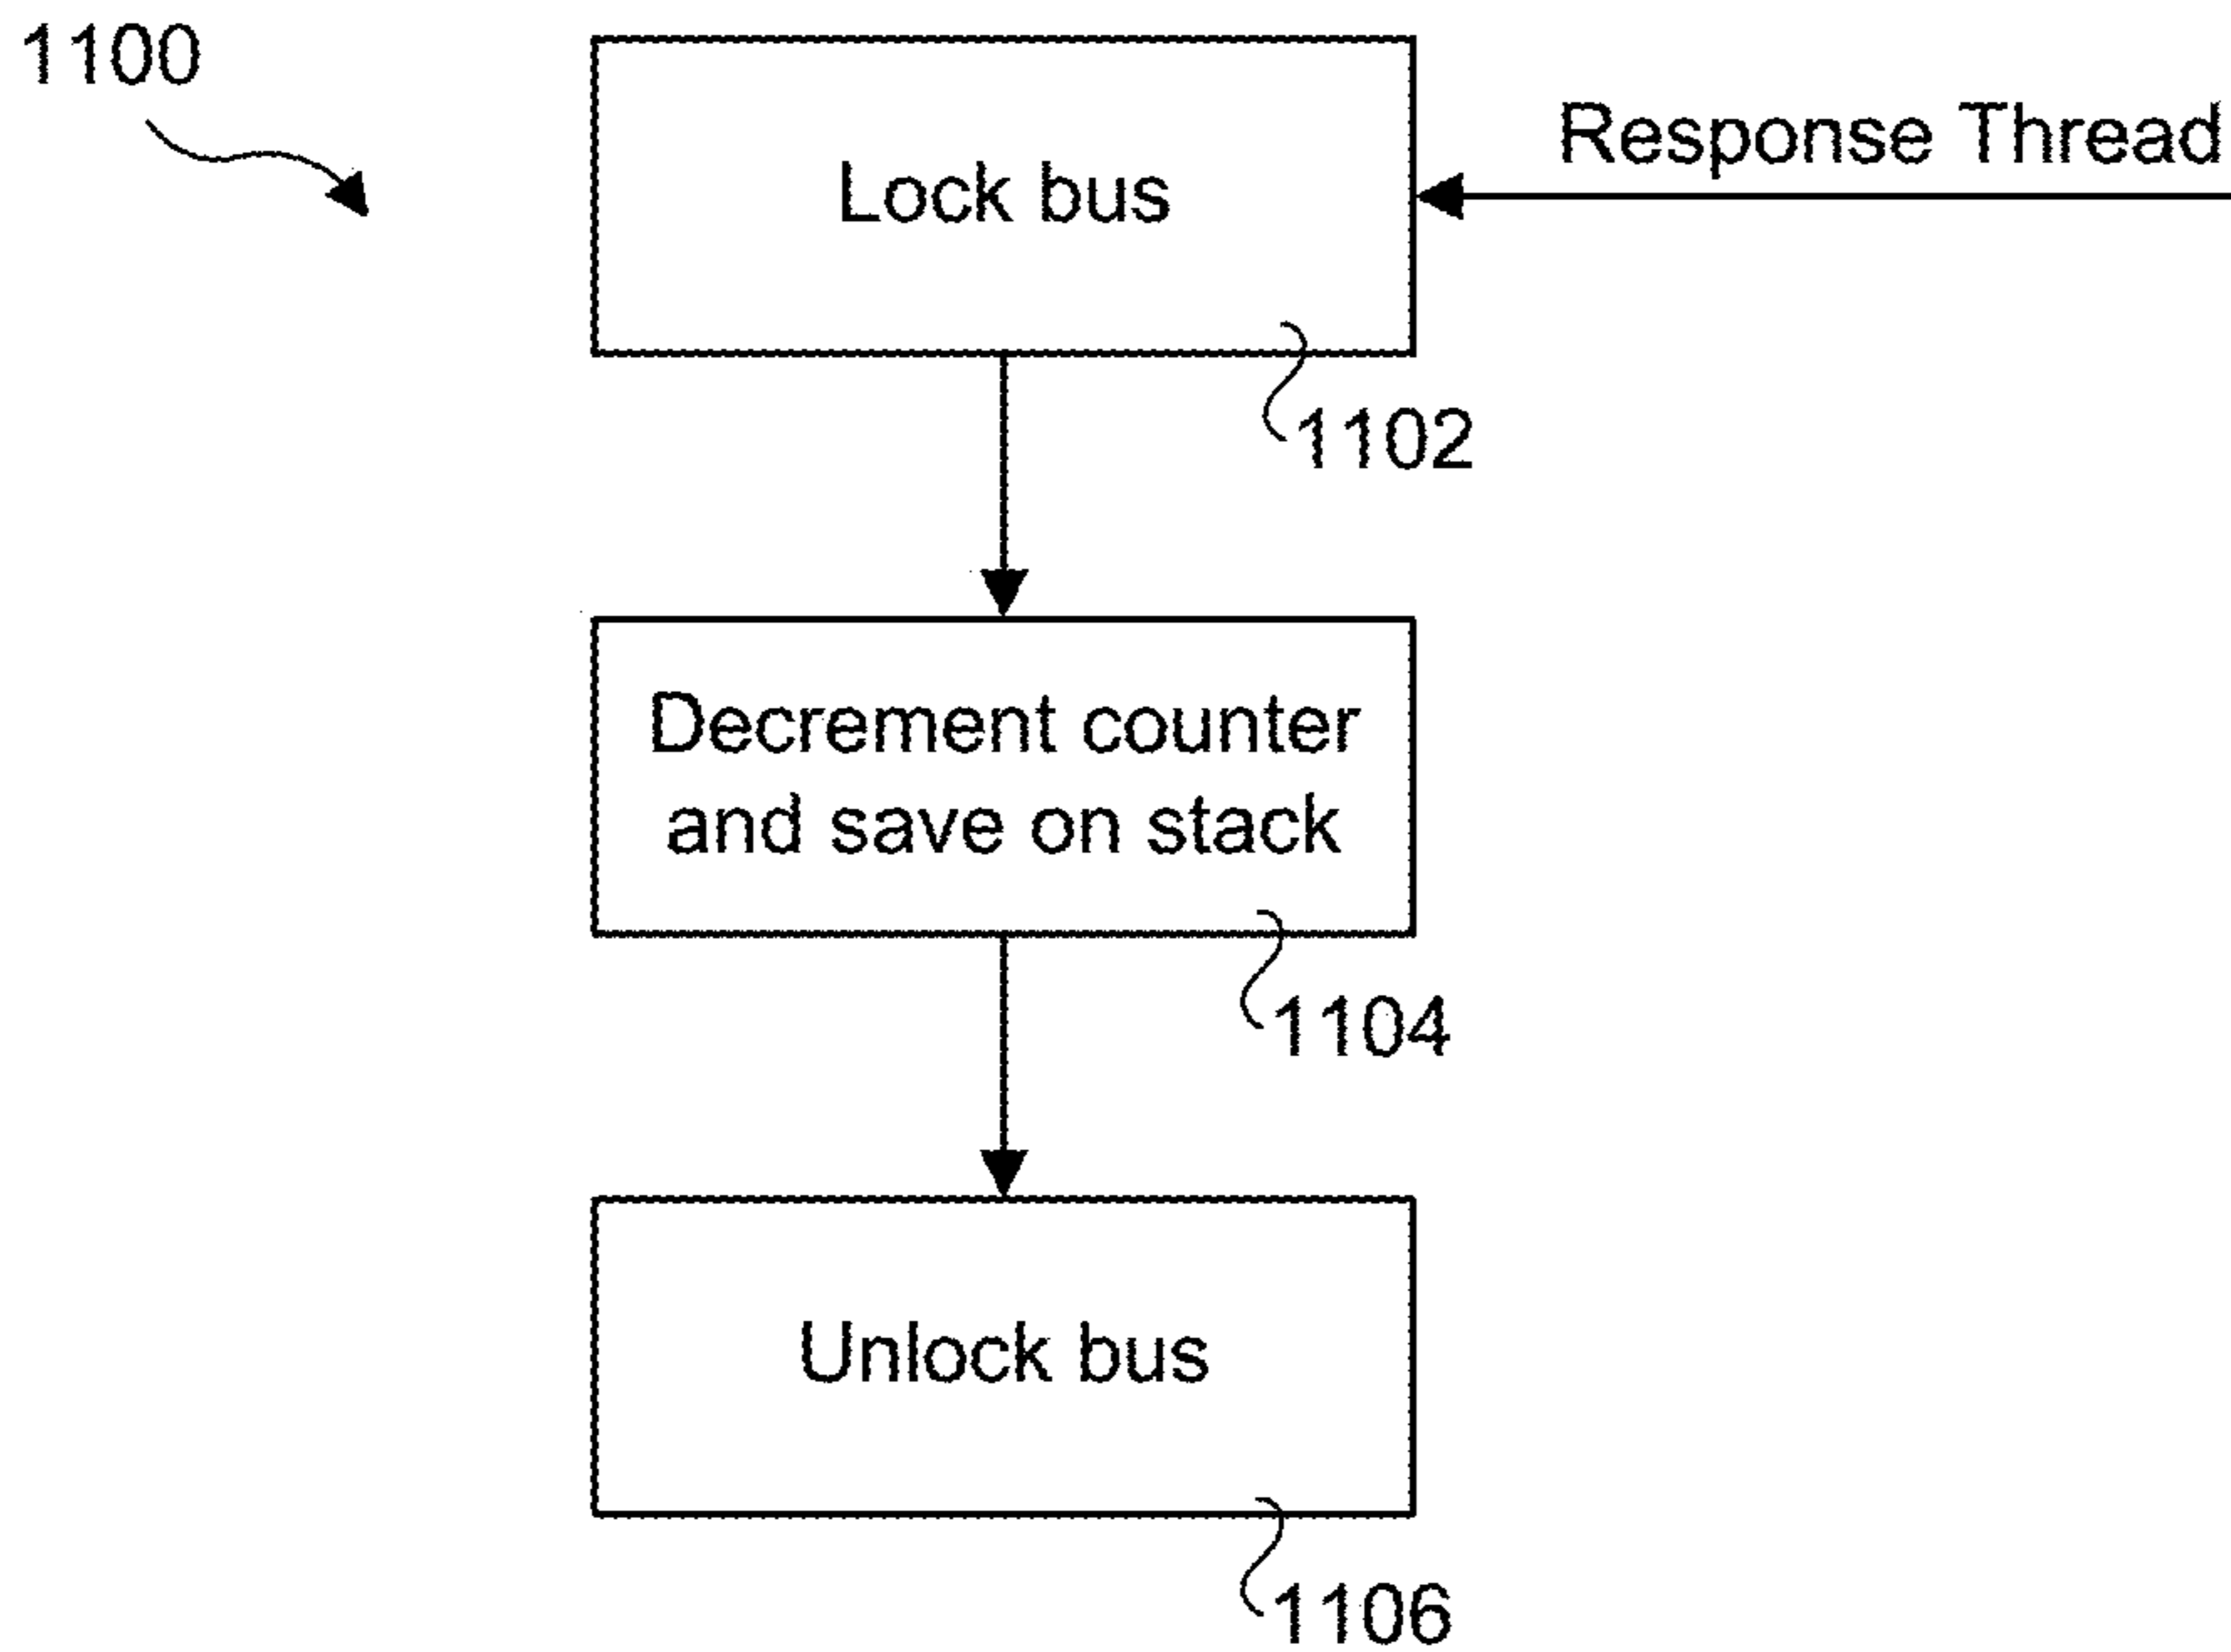 1100
Response Thread
Lock bus
1102
Decrement counter
and save on stack
1104
Unlock bus
1106